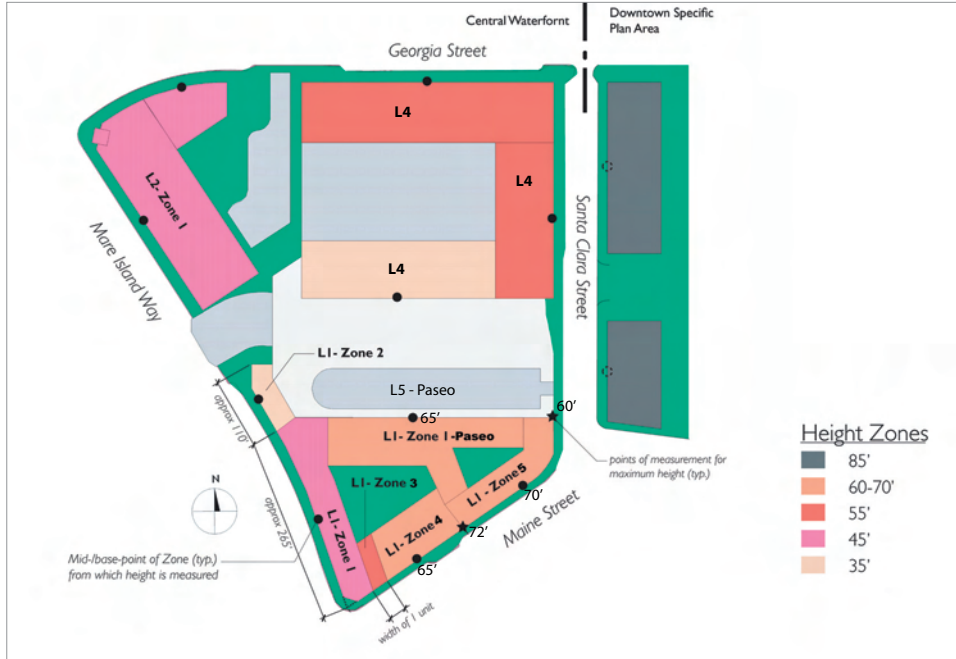 Central Waterfornt
Downtown Specific
Plan Area
Georgia Street
L4
L4
L2- Zone 1
Santa Clara Street
Mare Island Way
L4
L1- Zone 2
L5 - Paseo
approx 110'
65'
60'
L1- Zone 1-Paseo
points of measurement for
maximum height (typ.)
Height Zones
85'
60-70'
55'
45'
35'
N
L1- Zone 3
L1- Zone 5
70'
approx 265'
L1- Zone 1
L1- Zone 4
72'
Maine Street
Mid-/base-point of Zone (typ.)
from which height is measured
65'
width of 1 unit